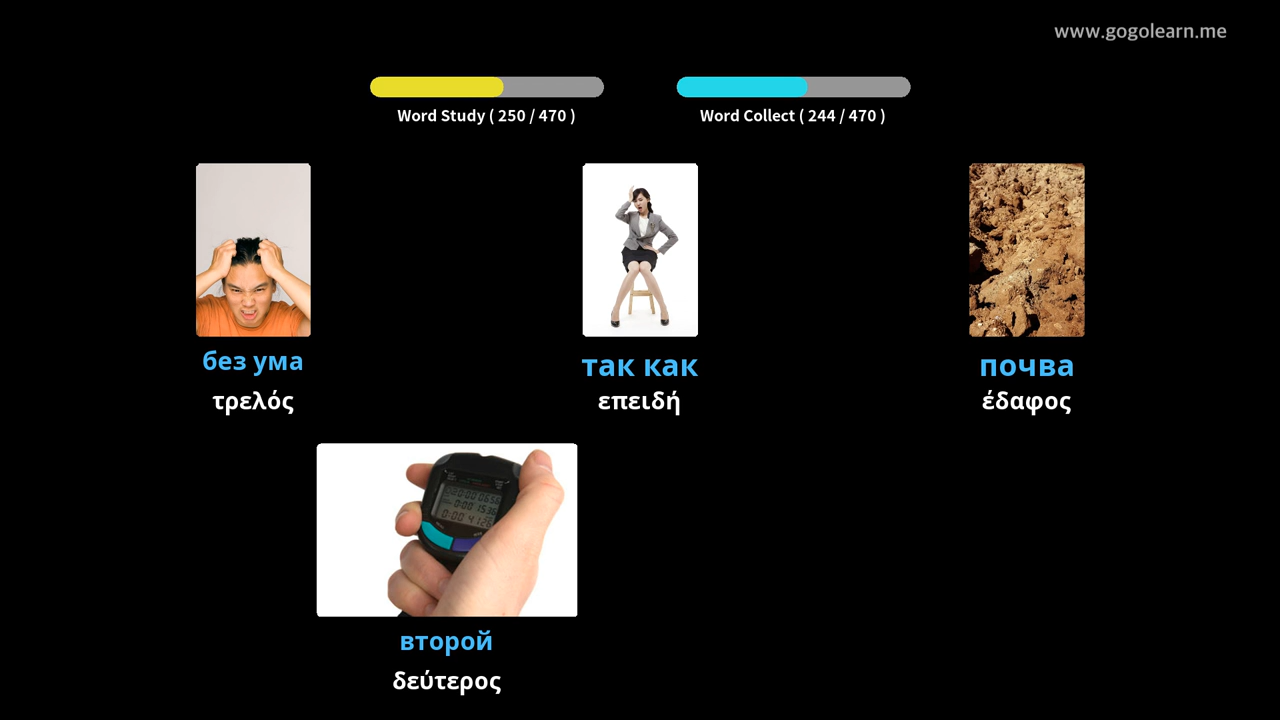 www.gogolearn.me
Word Study ( 250 / 470 )
Word Collect ( 244 / 470 )
без ума
τρελός
так как
επειδή
почва
έδαφος
второй
δεύτερος